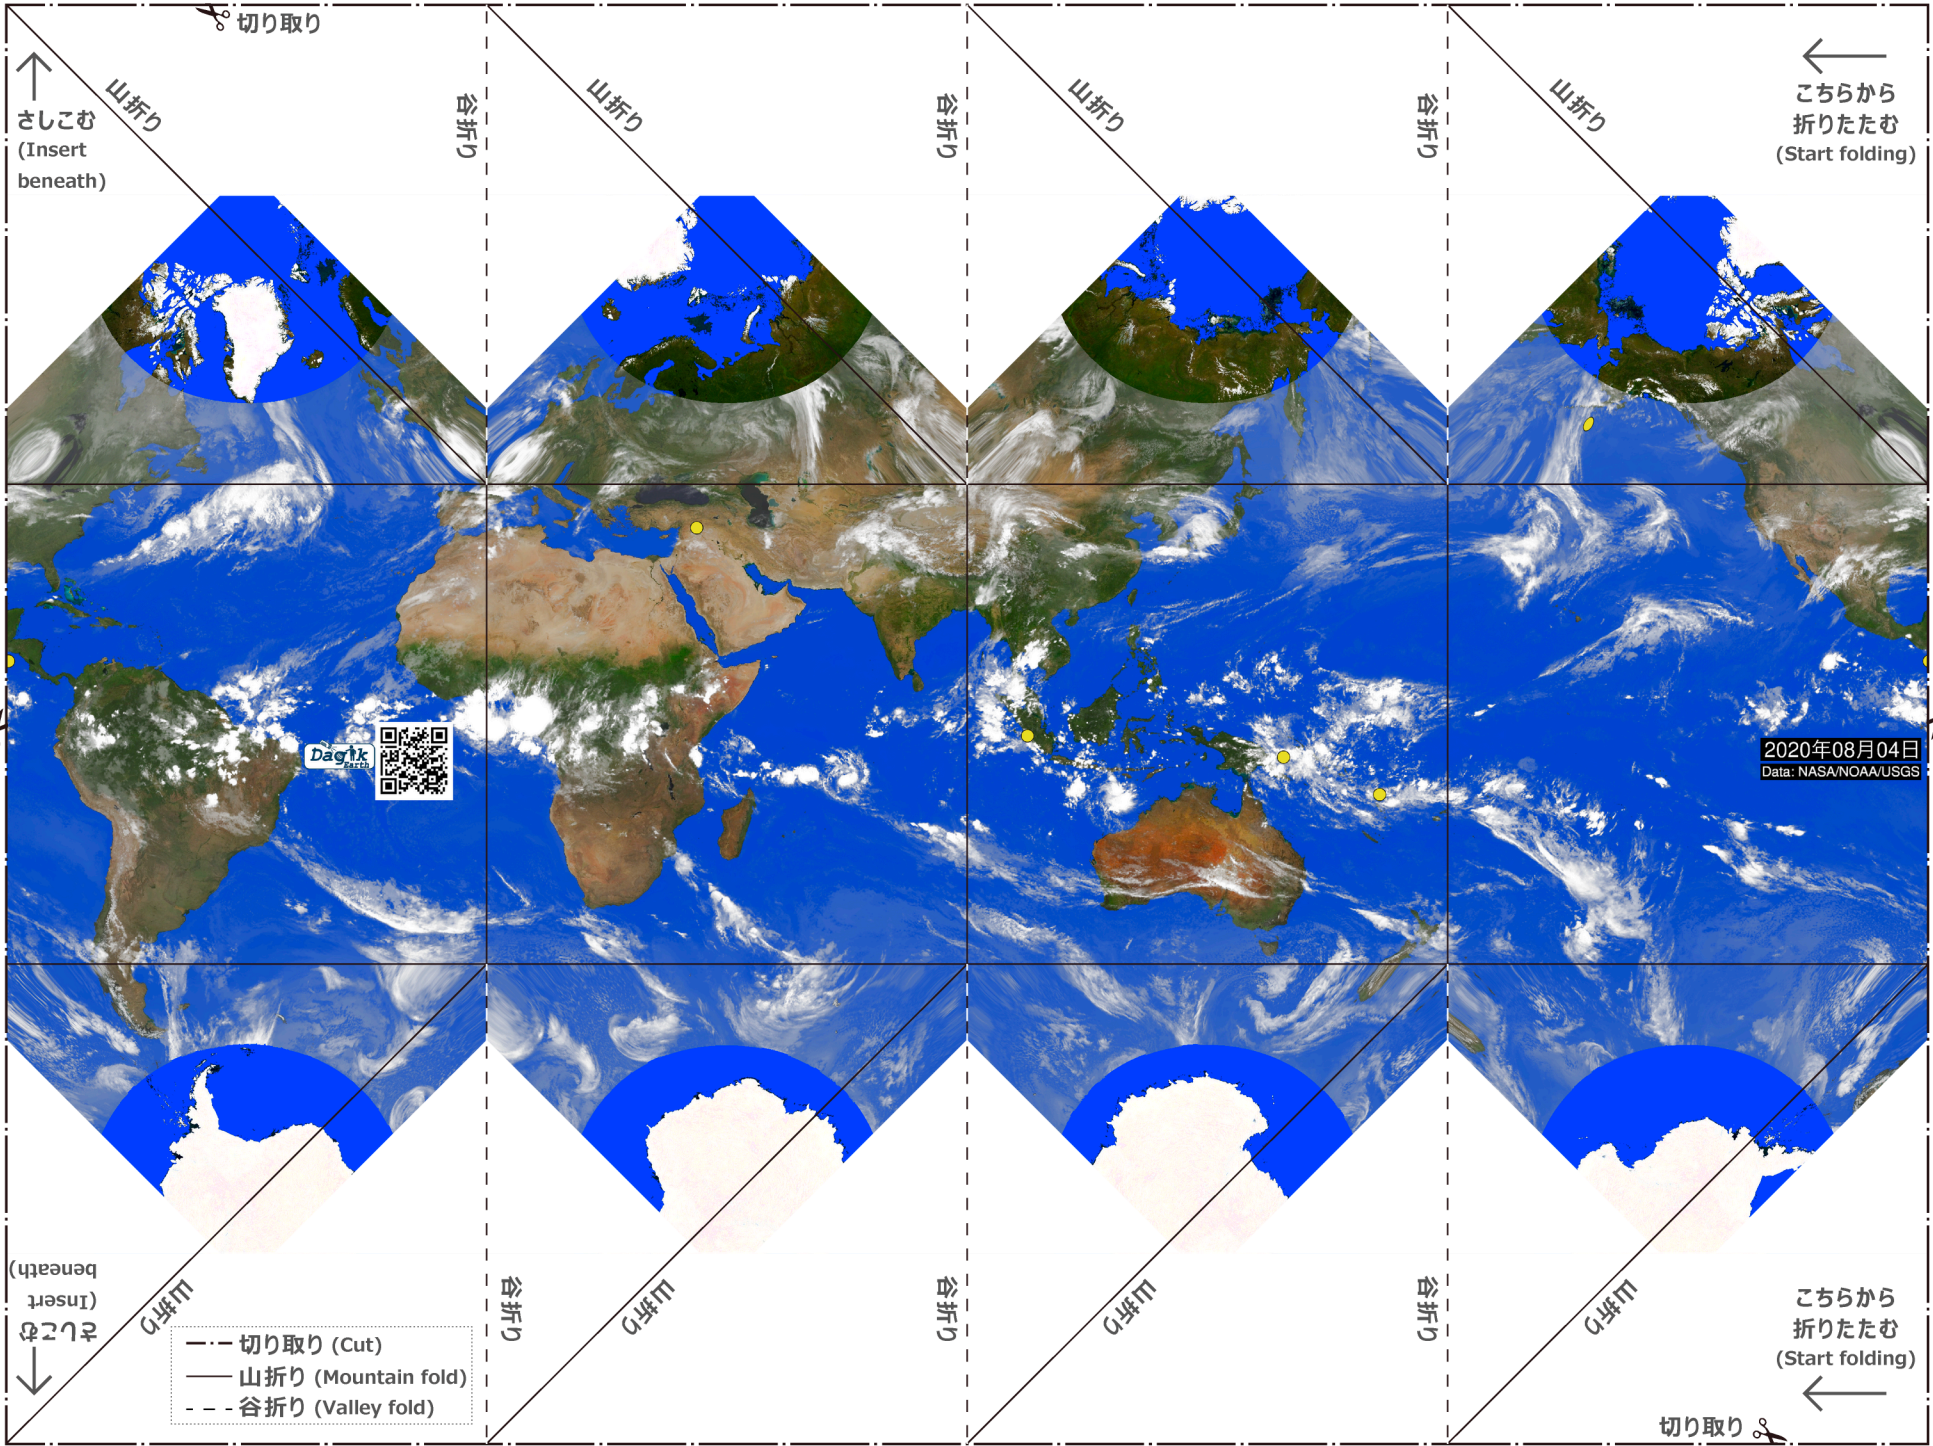 切り取り
さしこむ
(Insert
beneath)
山折り
谷折り
山折り
谷折り
山折り
谷折り
山折り
こちらから
折りたたむ
(Start folding)
Dagik
Earth
2020年08月04日
Data: NASA/NOAA/USGS
さしこむ
(Insert
beneath)
山折り
谷折り
山折り
谷折り
山折り
谷折り
山折り
こちらから
折りたたむ
(Start folding)
切り取り (Cut)
山折り (Mountain fold)
谷折り (Valley fold)
切り取り